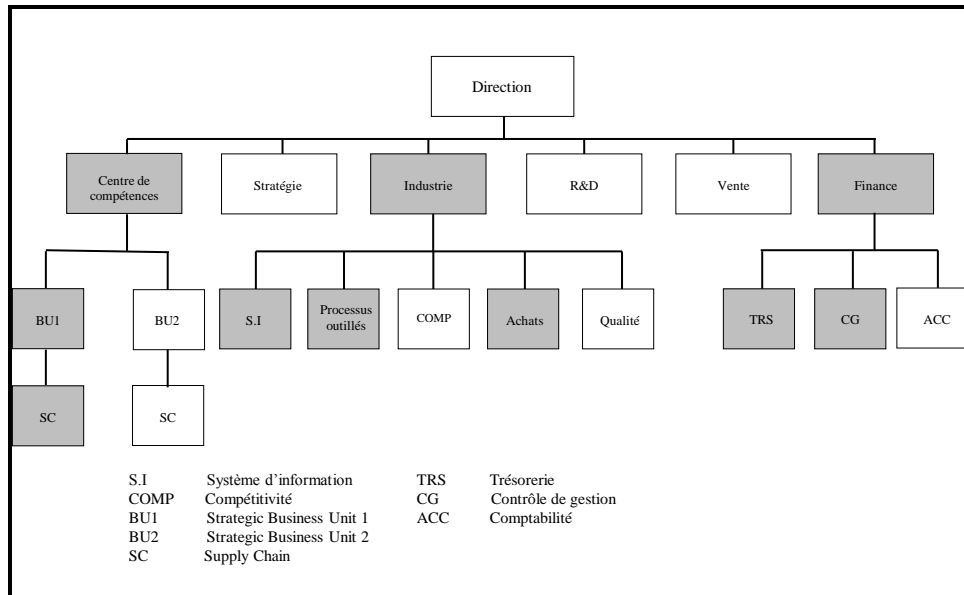 Direction
Centre de
compétences
Stratégie
Industrie
R&D
Vente
Finance
BU1
BU2
S.I
Processus
outillés
COMP
Achats
Qualité
TRS
CG
ACC
SC
SC
S.I Système d’information TRS Trésorerie
COMP Compétitivité CG Contrôle de gestion
BU1 Strategic Business Unit 1 ACC Comptabilité
BU2 Strategic Business Unit 2
SC Supply Chain